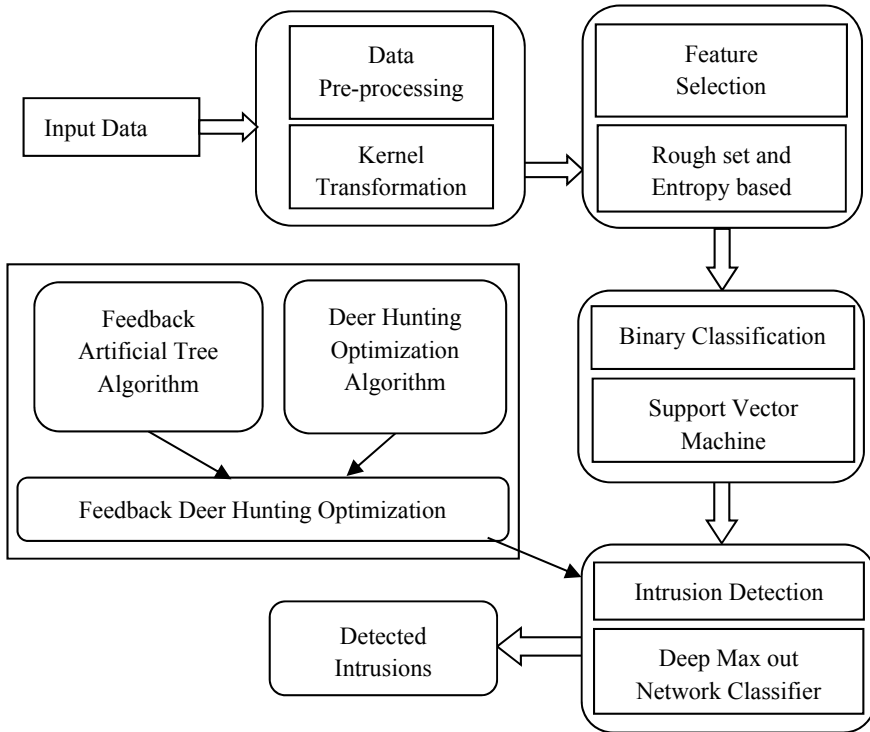 Input Data
Data
Pre-processing
Kernel
Transformation
Feature
Selection
Rough set and
Entropy based
Feedback
Artificial Tree
Algorithm
Deer Hunting
Optimization
Algorithm
Feedback Deer Hunting Optimization
Binary Classification
Support Vector
Machine
Intrusion Detection
Deep Max out
Network Classifier
Detected
Intrusions